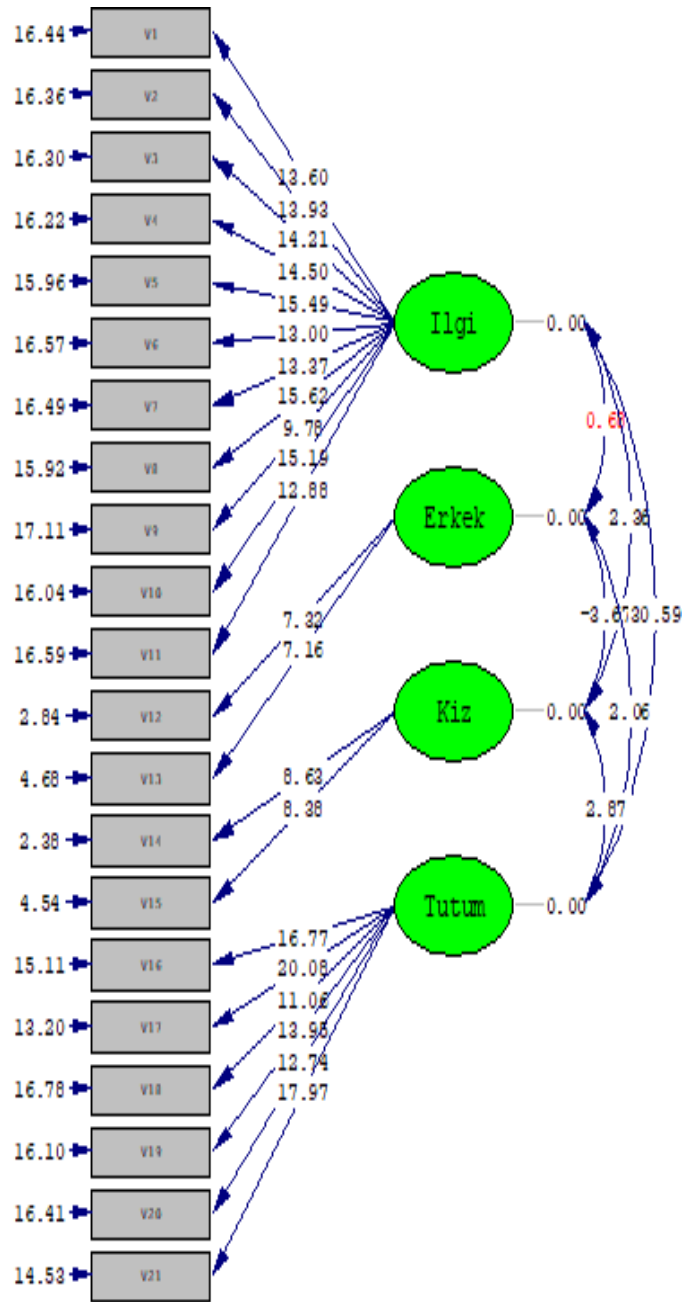 16.44 V1
16.36 V2
16.30 V3
16.22 V4
15.96 V5
16.57 V6
16.49 V7
15.92 V8
17.11 V9
16.04 V10
16.59 V11
2.84 V12
4.68 V13
2.38 V14
4.54 V15
15.11 V16
13.20 V17
16.78 V18
16.10 V19
16.41 V20
14.53 V21
13.60
13.93
14.21
14.50
15.49
13.00
13.37
15.62
9.78
15.19
12.88
7.32
7.16
8.63
8.38
16.77
20.08
11.06
13.95
12.74
17.97
Ilgi 0.00
Erkek 0.00
Kiz 0.00
Tutum 0.00
2.36
30.59
2.06
2.87